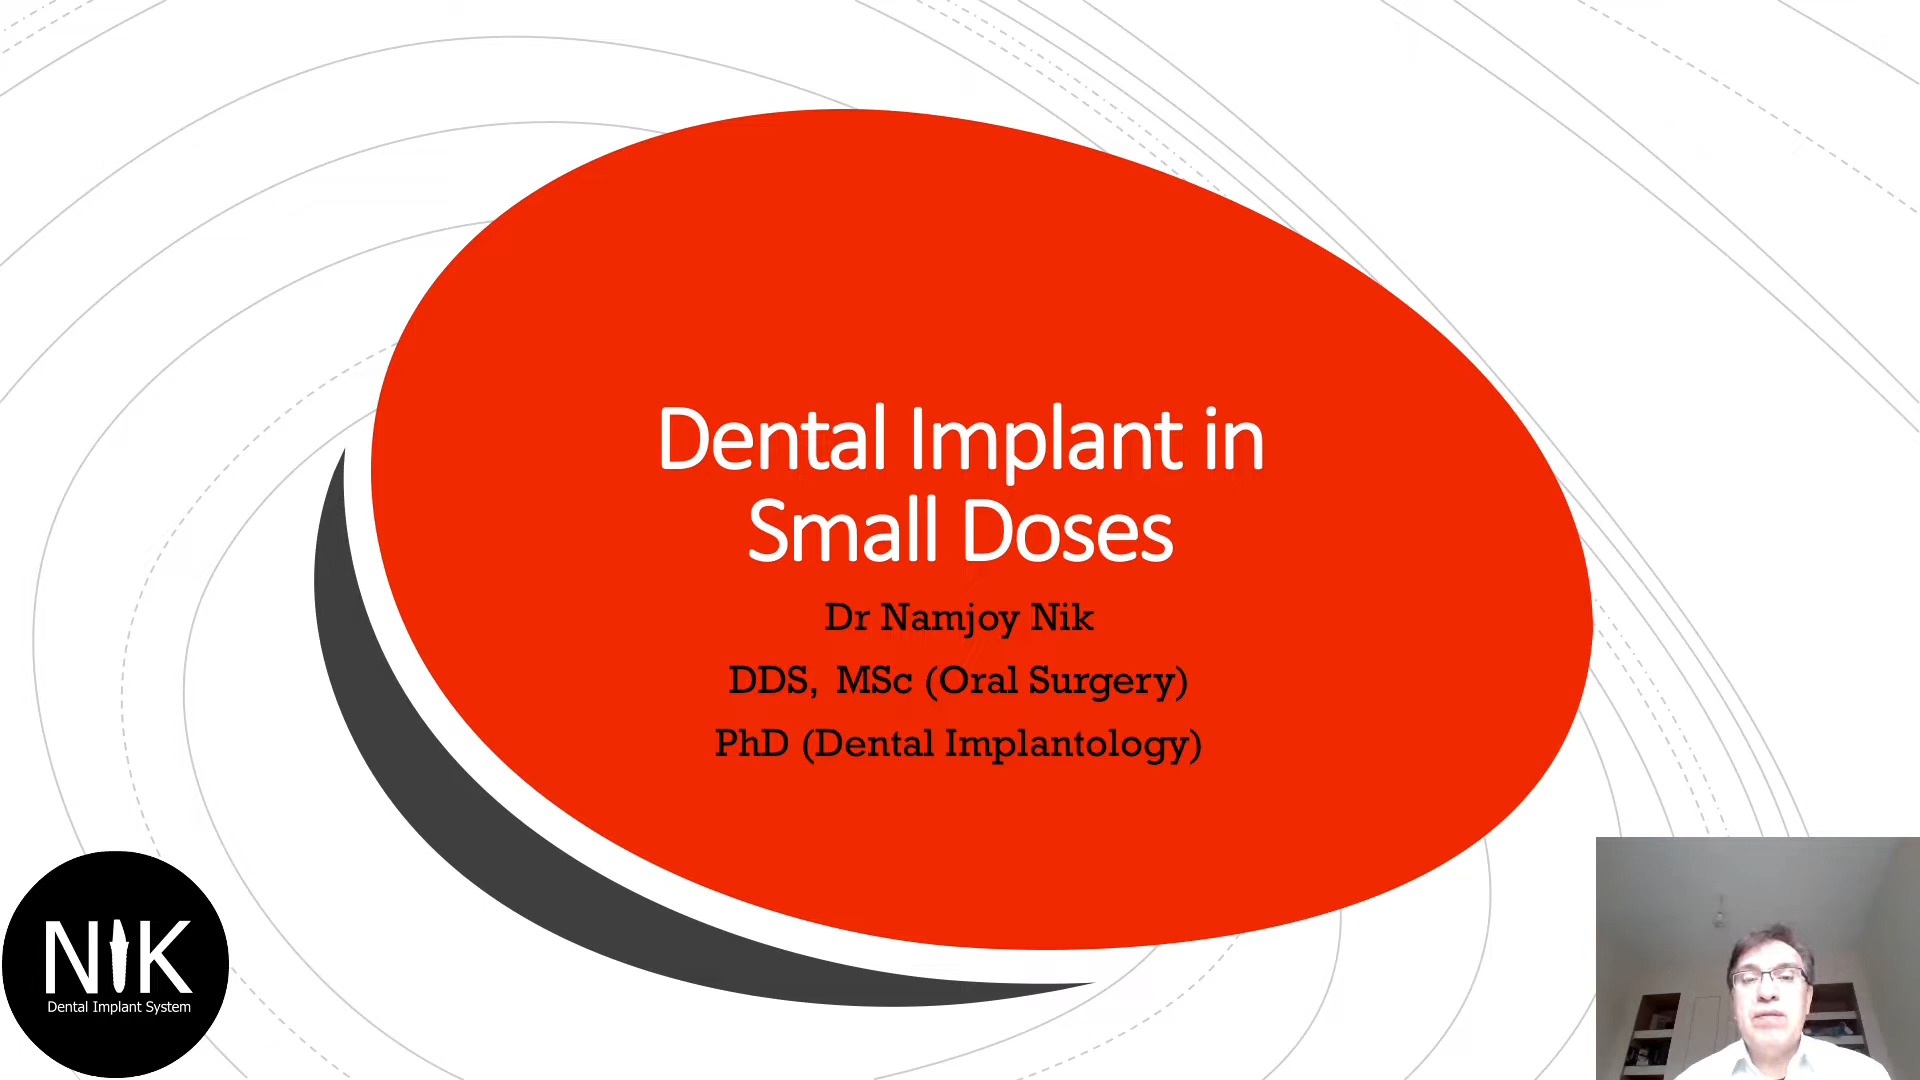 Dental Implant in
Small Doses
Dr Namjoy Nik
DDS,  MSc (Oral Surgery)
PhD (Dental Implantology)
NiK
Dental Implant System